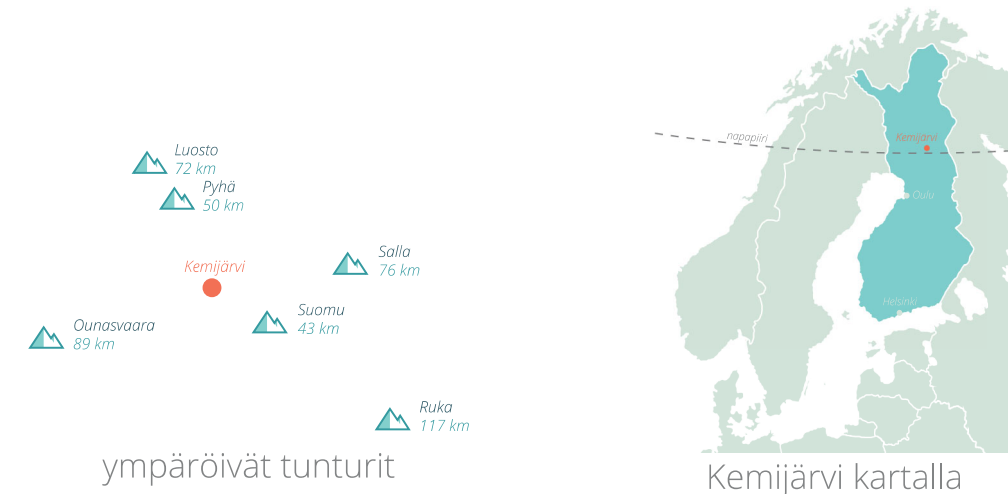 Luosto
72 km
Pyhä
50 km
Salla
76 km
Kemijärvi
Suomu
43 km
Ounasvaara
89 km
Ruka
117 km
ympäröivät tunturit
napapiiri
Kemijärvi
Oulu
Helsinki
Kemijärvi kartalla